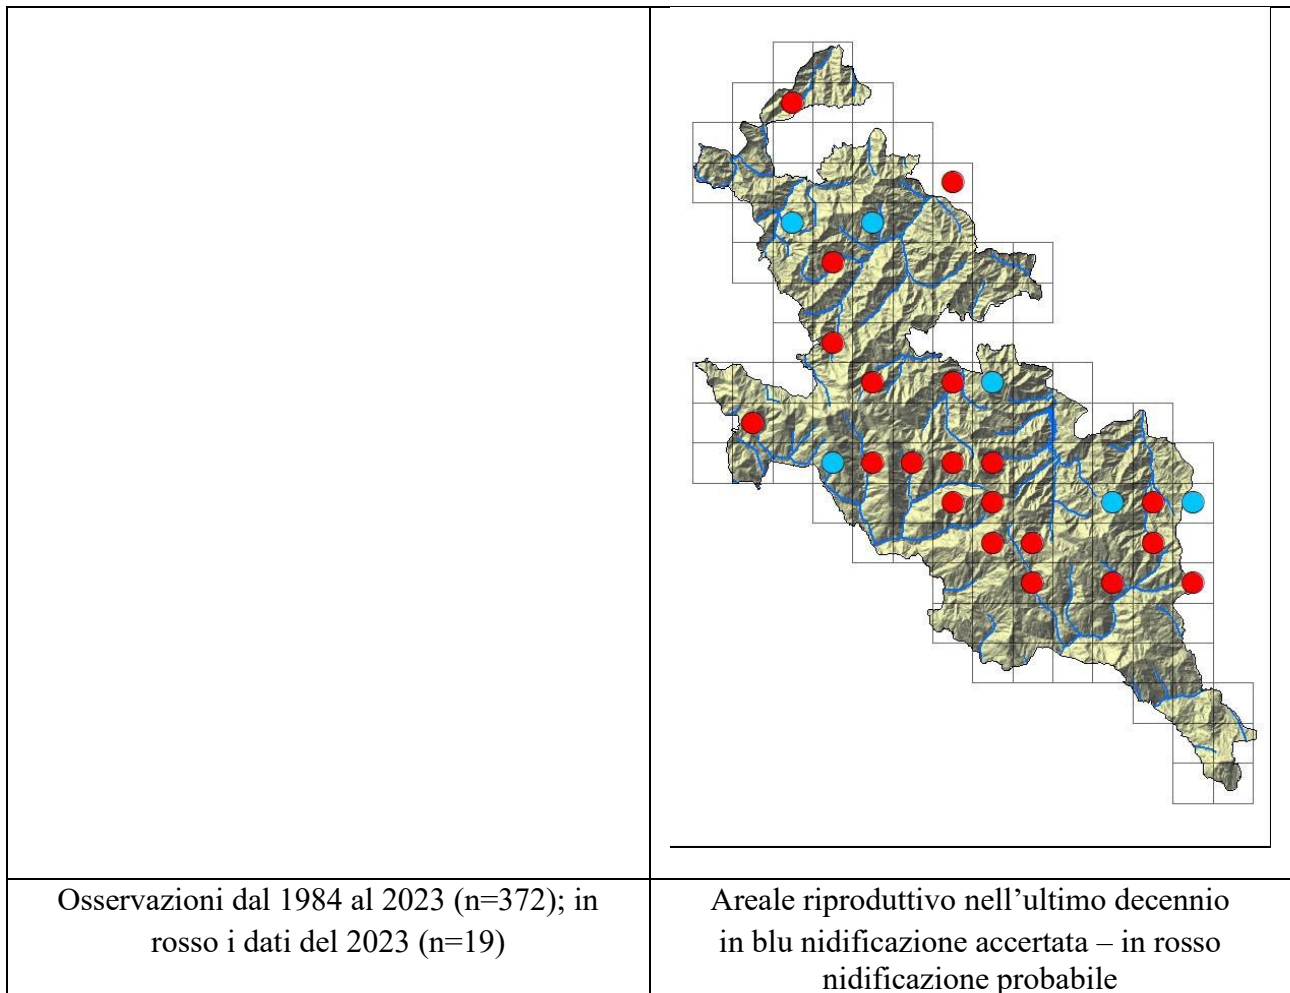 Osservazioni dal 1984 al 2023 (n=372); in
rosso i dati del 2023 (n=19)
Areale riproduttivo nell’ultimo decennio
in blu nidificazione accertata – in rosso
nidificazione probabile